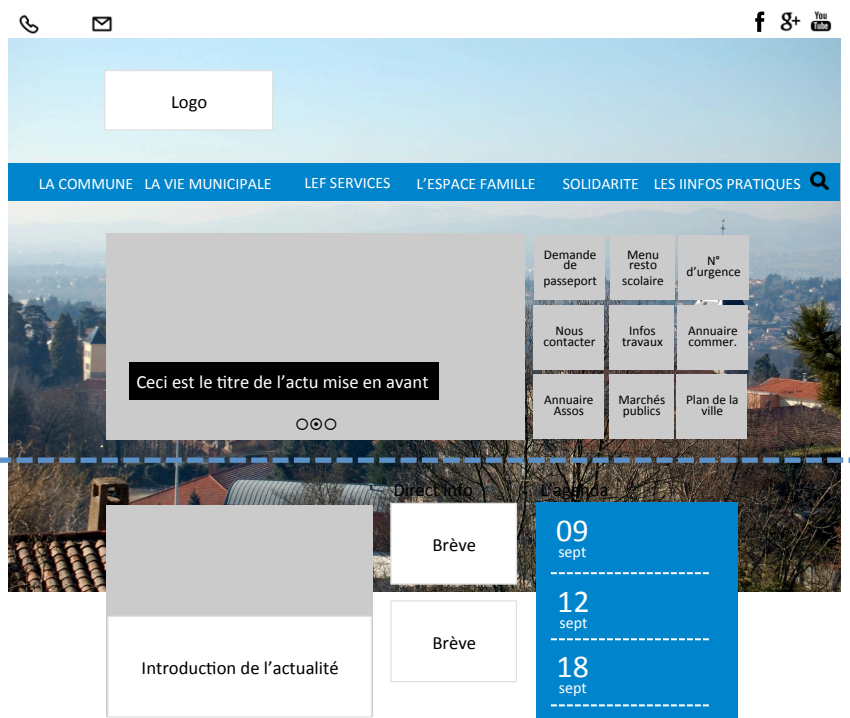 f g+ You
Tube
Logo
LA COMMUNE LA VIE MUNICIPALE LEF SERVICES L'ESPACE FAMILLE SOLIDARITE LES IINFOS PRATIQUES
Demande
de
passeport
Menu
resto
scolaire
N°
d'urgence
Nous
contacter
Infos
travaux
Annuaire
commer.
Ceci est le titre de l'actu mise en avant
Annuaire
Assos
Marchés
publics
Plan de la
ville
Direct info
L'agenda
Brève
09
sept
12
sept
Brève
Introduction de l'actualité
18
sept